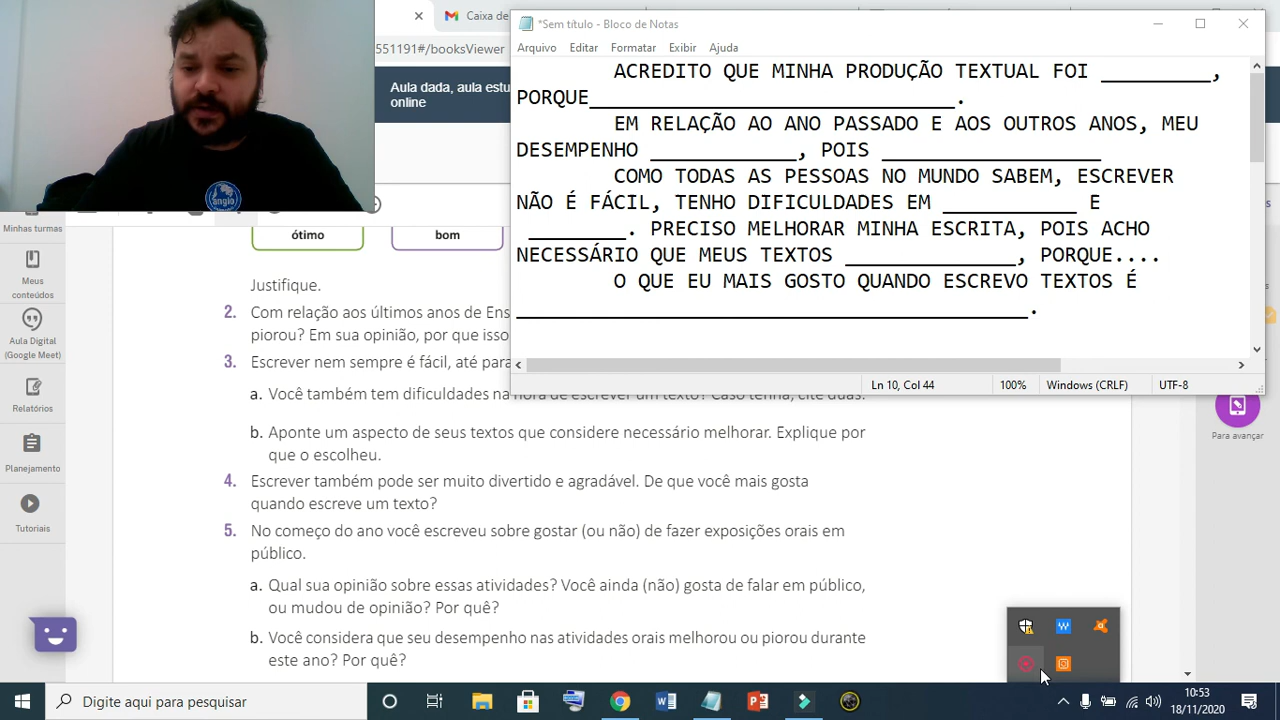 Caixa de
551191#/booksViewer
*Sem título - Bloco de Notas
Arquivo Editar Formatar Exibir Ajuda
Aula dada, aula estu
online
ACREDITO QUE MINHA PRODUÇÃO TEXTUAL FOI _________,
PORQUE______________________________.
EM RELAÇÃO AO ANO PASSADO E AOS OUTROS ANOS, MEU
DESEMPENHO ____________, POIS __________________
COMO TODAS AS PESSOAS NO MUNDO SABEM, ESCREVER
NÃO É FÁCIL, TENHO DIFICULDADES EM ___________ E
________. PRECISO MELHORAR MINHA ESCRITA, POIS ACHO
NECESSÁRIO QUE MEUS TEXTOS ______________, PORQUE....
O QUE EU MAIS GOSTO QUANDO ESCREVO TEXTOS É
__________________________________________.
Ln 10, Col 44 100% Windows (CRLF) UTF-8
anglo
Minhas turmas
Meus
conteúdos
Aula Digital
(Google Meet)
Relatórios
Planejamento
Tutoriais
ótimo bom
Justifique.
2. Com relação aos últimos anos de Ens
piorou? Em sua opinião, por que isso
3. Escrever nem sempre é fácil, até para
a. Você também tem dificuldades na hora de escrever um texto? Caso tenha, cite duas.
b. Aponte um aspecto de seus textos que considere necessário melhorar. Explique por
que o escolheu.
4. Escrever também pode ser muito divertido e agradável. De que você mais gosta
quando escreve um texto?
5. No começo do ano você escreveu sobre gostar (ou não) de fazer exposições orais em
público.
a. Qual sua opinião sobre essas atividades? Você ainda (não) gosta de falar em público,
ou mudou de opinião? Por quê?
b. Você considera que seu desempenho nas atividades orais melhorou ou piorou durante
este ano? Por quê?
Para avançar
Digite aqui para pesquisar
10:53
18/11/2020